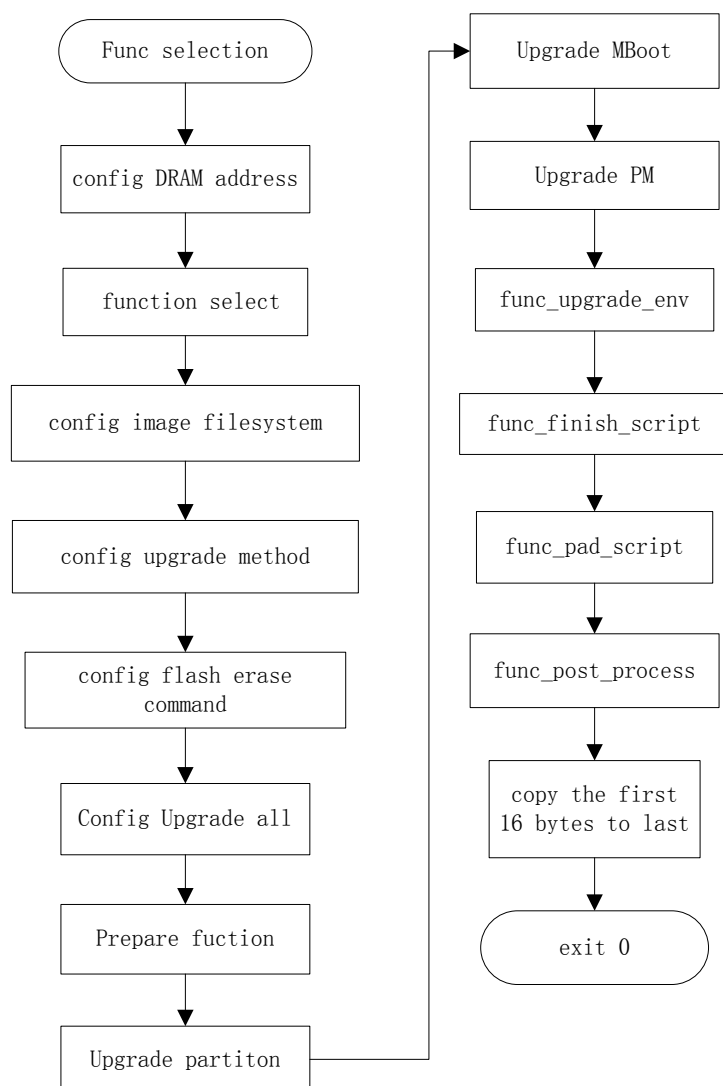 Func selection
config DRAM address
function select
config image filesystem
config upgrade method
config flash erase
command
Config Upgrade all
Prepare fuction
Upgrade partiton
Upgrade MBoot
Upgrade PM
func_upgrade_env
func_finish_script
func_pad_script
func_post_process
copy the first
16 bytes to last
exit 0